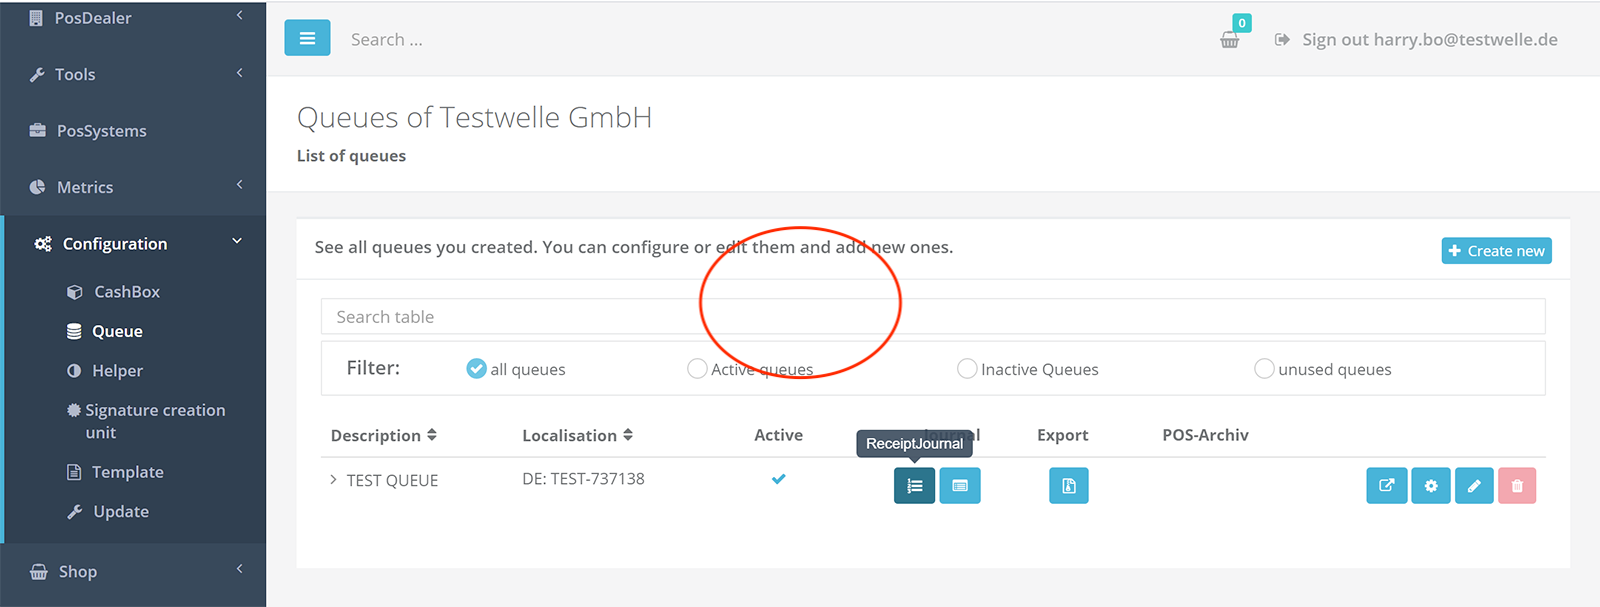 PosDealer
Tools
PosSystems
Metrics
Configuration
CashBox
Queue
Helper
Signature creation
unit
Template
Update
Shop
Search ...
0
Sign out harry.bo@testwelle.de
Queues of Testwelle GmbH
List of queues
See all queues you created. You can configure or edit them and add new ones.
Create new
Search table
Filter: all queues Active queues Inactive Queues unused queues
Description Localisation Active Journal Export POS-Archiv
ReceiptJournal
TEST QUEUE DE: TEST-737138